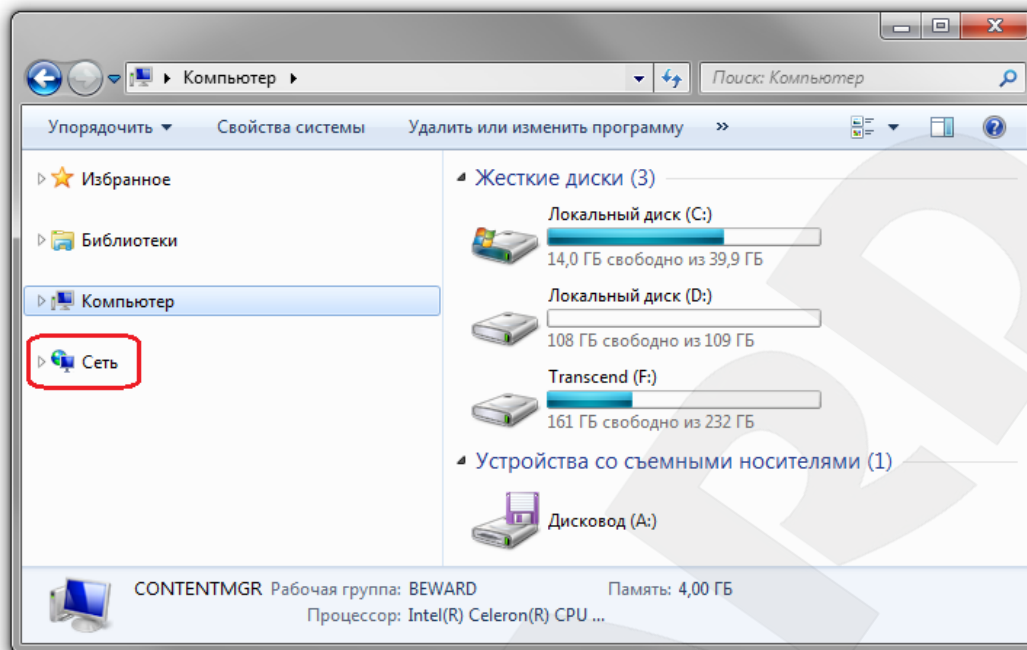 Компьютер
Поиск: Компьютер
Упорядочить Свойства системы Удалить или изменить программу »
Избранное
Библиотеки
Компьютер
Сеть
Жесткие диски (3)
Локальный диск (C:)
14,0 ГБ свободно из 39,9 ГБ
Локальный диск (D:)
108 ГБ свободно из 109 ГБ
Transcend (F:)
161 ГБ свободно из 232 ГБ
Устройства со съемными носителями (1)
Дисковод (A:)
CONTENTMGR Рабочая группа: BEWARD Память: 4,00 ГБ
Процессор: Intel(R) Celeron(R) CPU ...